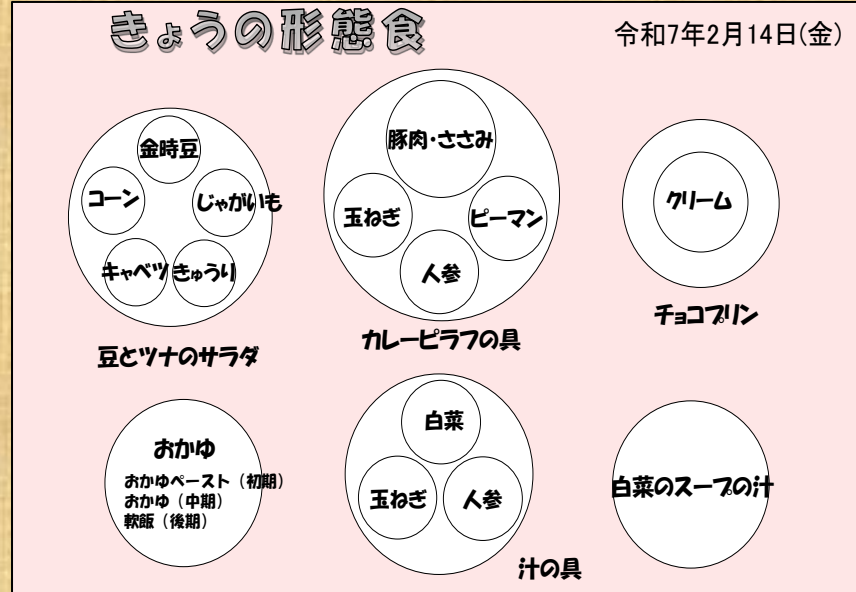 きょうの形態食
令和7年2月14日(金)
金時豆
コーン
じゃがいも
キャベツ
きゅうり
豆とツナのサラダ
豚肉・ささみ
玉ねぎ
ピーマン
人参
カレーピラフの具
クリーム
チョコプリン
おかゆ
おかゆペースト（初期）
おかゆ（中期）
軟飯（後期）
白菜
玉ねぎ
人参
汁の具
白菜のスープの汁